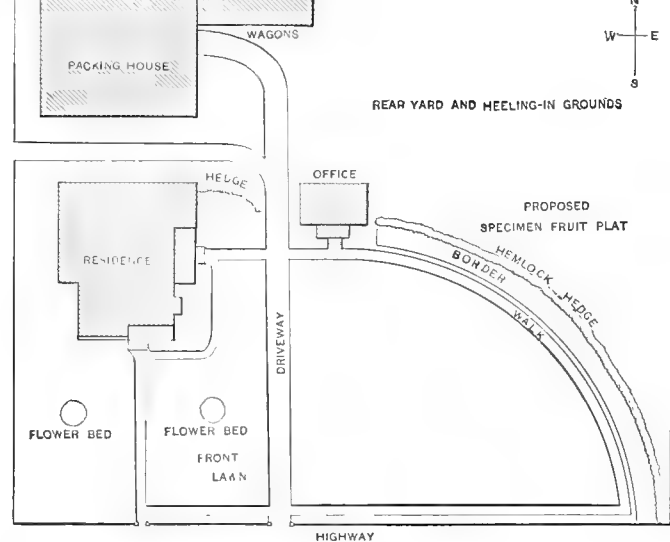 N
WAGONS
W E
PACKING HOUSE
S
REAR YARD AND HEELING-IN GROUNDS
HEDGE
OFFICE
PROPOSED
SPECIMEN FRUIT PLAT
RESIDENCE
BORDER
HEMLOCK HEDGE
WALK
DRIVEWAY
FLOWER BED
FLOWER BED
FRONT
LAWN
HIGHWAY